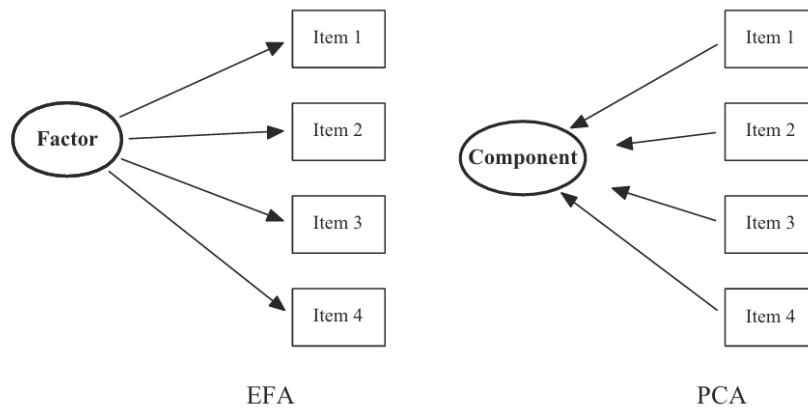 Factor
Item 1
Item 2
Item 3
Item 4
EFA
Component
Item 1
Item 2
Item 3
Item 4
PCA